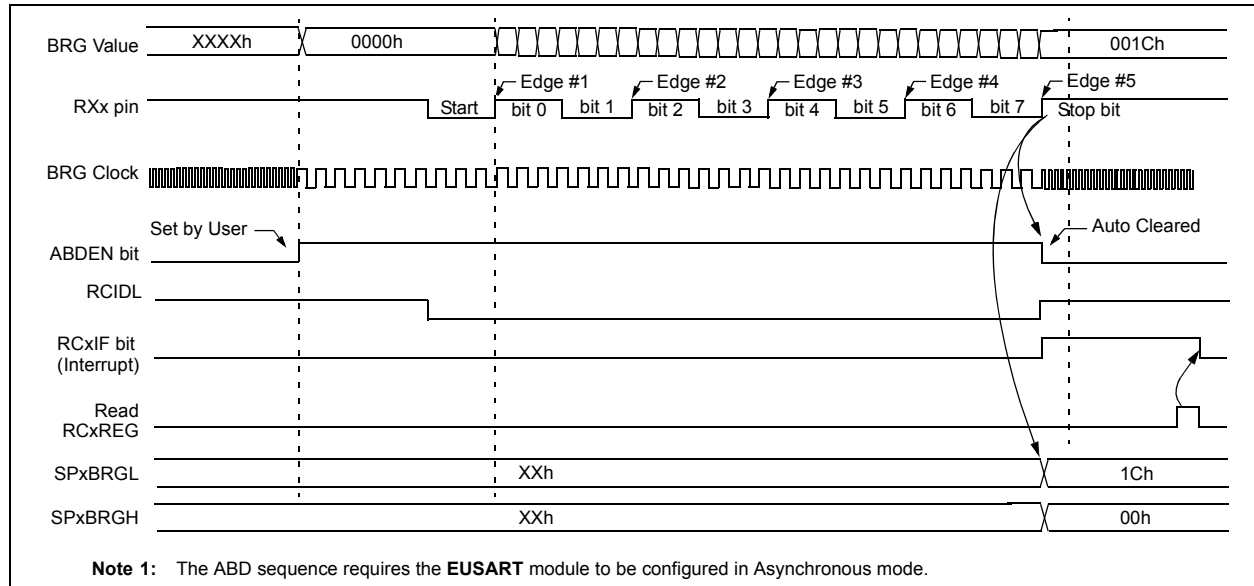 BRG Value XXXXh 0000h 001Ch
Edge #1 Edge #2 Edge #3 Edge #4 Edge #5
RXx pin Start bit 0 bit 1 bit 2 bit 3 bit 4 bit 5 bit 6 bit 7 Stop bit
BRG Clock
Set by User Auto Cleared
ABDEN bit
RCIDL
RCxIF bit
(Interrupt)
Read
RCxREG
SPxBRGL XXh 1Ch
SPxBRGH XXh 00h
Note 1: The ABD sequence requires the EUSART module to be configured in Asynchronous mode.